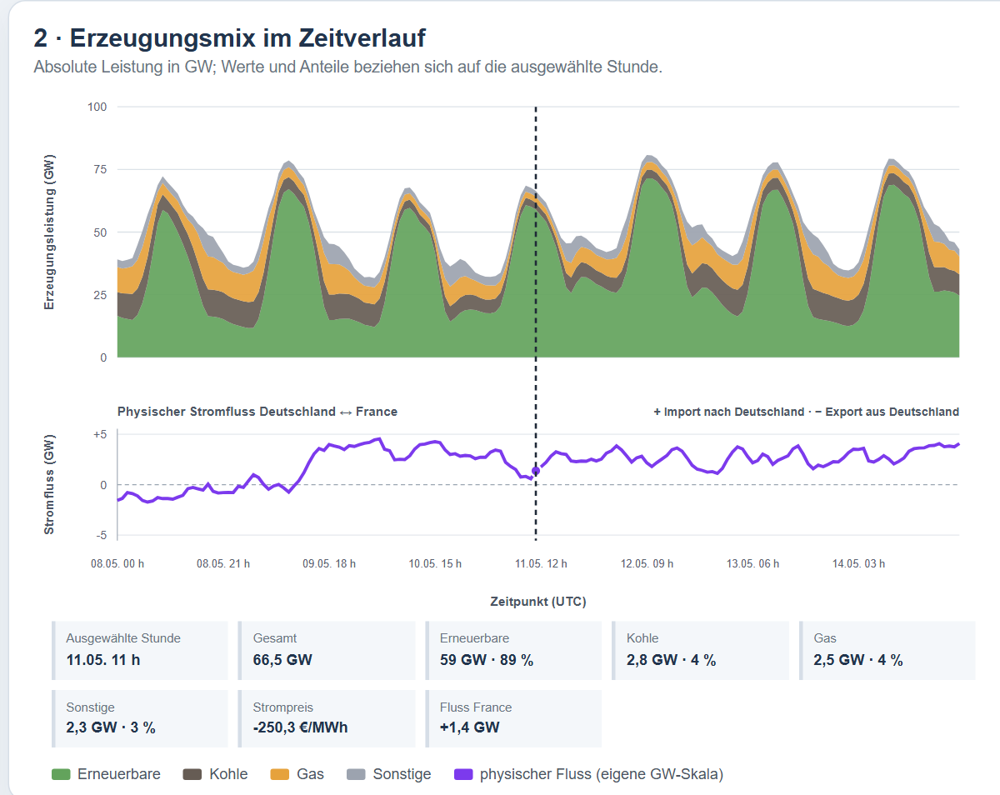 2 · Erzeugungsmix im Zeitverlauf
Absolute Leistung in GW; Werte und Anteile beziehen sich auf die ausgewählte Stunde.
Erzeugungsleistung (GW)
100
75
50
25
0
Physischer Stromfluss Deutschland ↔ France
+ Import nach Deutschland · − Export aus Deutschland
Stromfluss (GW)
+5
0
-5
08.05. 00 h
08.05. 21 h
09.05. 18 h
10.05. 15 h
11.05. 12 h
12.05. 09 h
13.05. 06 h
14.05. 03 h
Zeitpunkt (UTC)
Ausgewählte Stunde
11.05. 11 h
Gesamt
66,5 GW
Erneuerbare
59 GW · 89 %
Kohle
2,8 GW · 4 %
Gas
2,5 GW · 4 %
Sonstige
2,3 GW · 3 %
Strompreis
-250,3 €/MWh
Fluss France
+1,4 GW
Erneuerbare
Kohle
Gas
Sonstige
physischer Fluss (eigene GW-Skala)